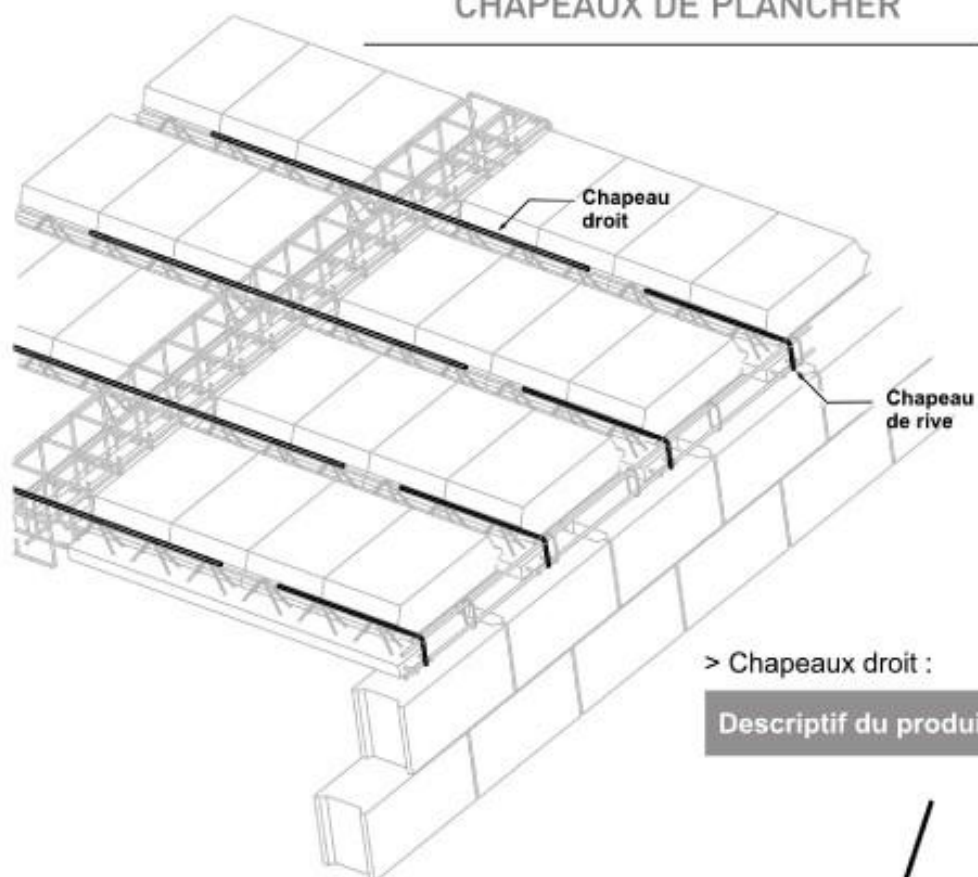 CHAPEAUX DE PLANCHER
Chapeau
droit
Chapeau
de rive
> Chapeaux droit :
Descriptif du produi